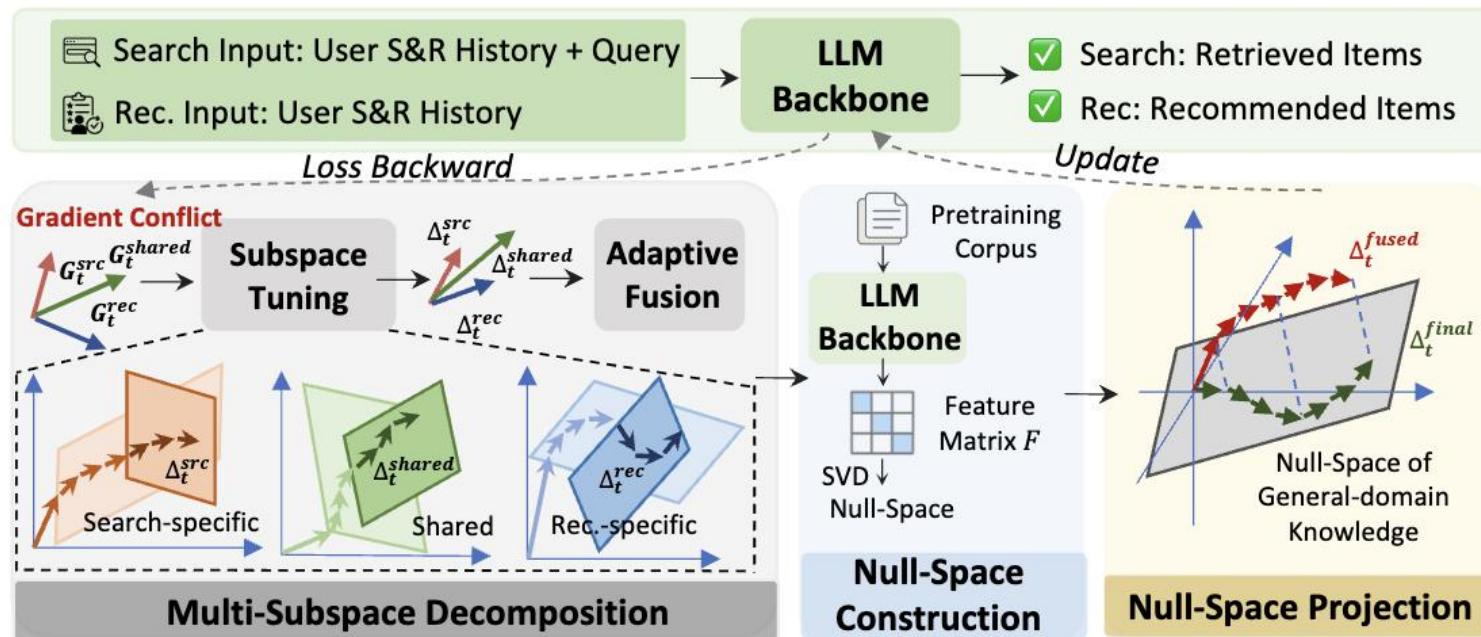 Search Input: User S&R History + Query
Rec. Input: User S&R History
LLM
Backbone
Search: Retrieved Items
Rec: Recommended Items
Loss Backward
Update
Gradient Conflict
G_t^{src}
G_t^{shared}
G_t^{rec}
Subspace
Tuning
Δ_t^{src}
Δ_t^{shared}
Δ_t^{rec}
Adaptive
Fusion
Δ_t^{src}
Search-specific
Δ_t^{shared}
Shared
Δ_t^{rec}
Rec.-specific
Multi-Subspace Decomposition
Pretraining
Corpus
LLM
Backbone
Feature
Matrix F
SVD
Null-Space
Null-Space
Construction
Δ_t^{fused}
Δ_t^{final}
Null-Space of
General-domain
Knowledge
Null-Space Projection